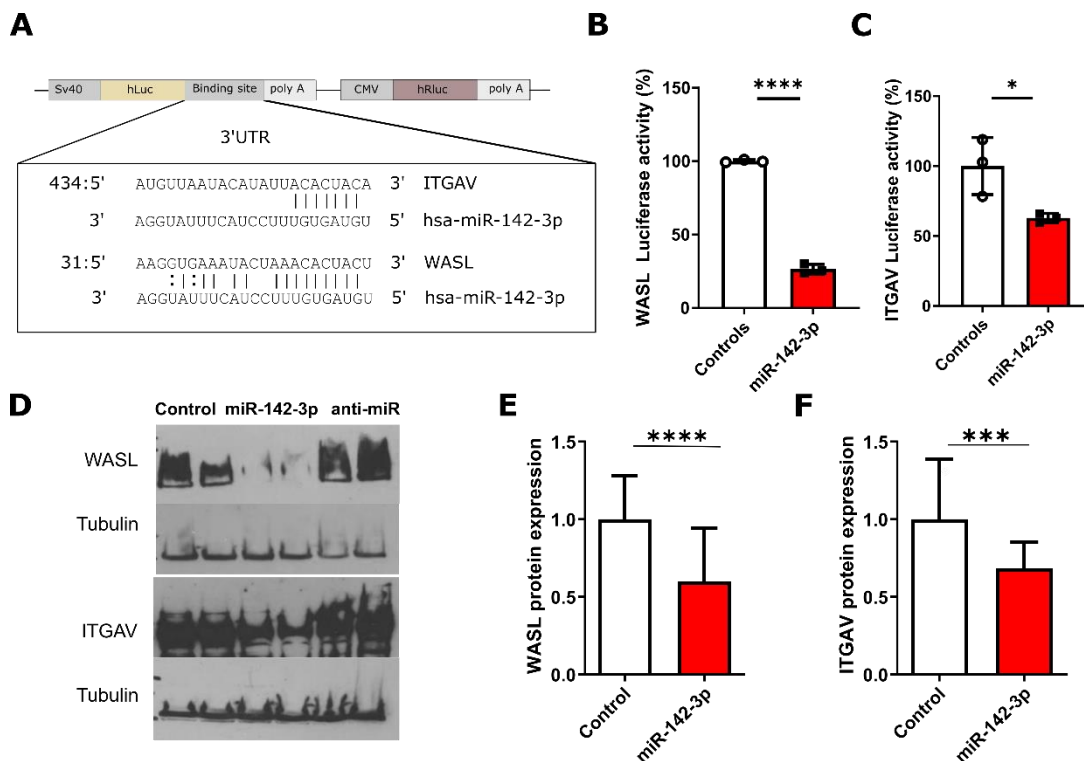 A
Sv40 hLuc Binding site poly A CMV hRluc poly A
3'UTR
434:5' AUGUUAAUACAUAUUACACUACA 3' ITGAV
3' AGGUAUUUCAUCCUUUGUGAUGU 5' hsa-miR-142-3p
31:5' AAGGUGAAAUACUAAACACUACU 3' WASL
3' AGGUAUUUCAUCCUUUGUGAUGU 5' hsa-miR-142-3p
B
WASL Luciferase activity (%)
150
100
50
0
****
Controls
miR-142-3p
C
ITGAV Luciferase activity (%)
150
100
50
0
*
Controls
miR-142-3p
D
Control miR-142-3p anti-miR
WASL
Tubulin
ITGAV
Tubulin
E
WASL protein expression
1.5
1.0
0.5
0.0
****
Control
miR-142-3p
F
ITGAV protein expression
1.5
1.0
0.5
0.0
***
Control
miR-142-3p